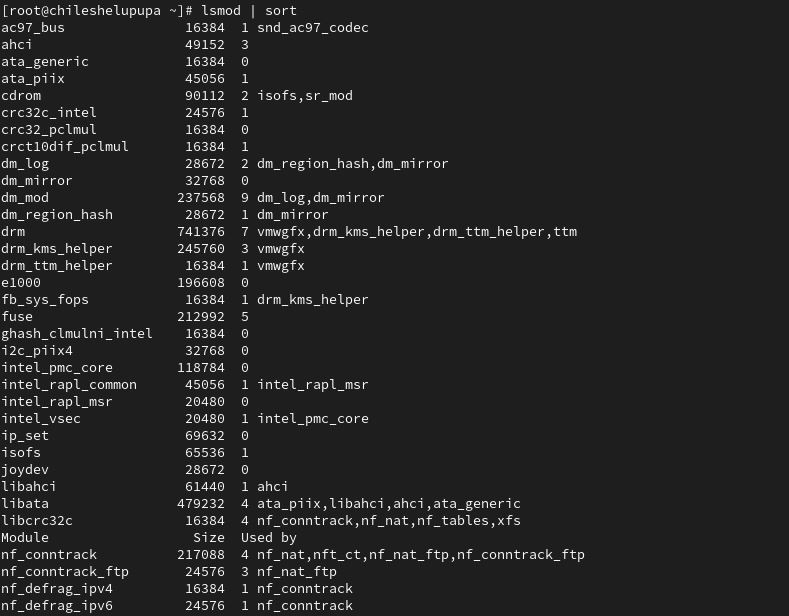 [root@chileshelupupa ~]# lsmod | sort
ac97_bus               16384  1 snd_ac97_codec
ahci                   49152  3
ata_generic            16384  0
ata_piix               45056  1
cdrom                  90112  2 isofs,sr_mod
crc32c_intel           24576  1
crc32_pclmul           16384  0
crct10dif_pclmul       16384  1
dm_log                 28672  2 dm_region_hash,dm_mirror
dm_mirror              32768  0
dm_mod                237568  9 dm_log,dm_mirror
dm_region_hash         28672  1 dm_mirror
drm                   741376  7 vmwgfx,drm_kms_helper,drm_ttm_helper,ttm
drm_kms_helper        245760  3 vmwgfx
drm_ttm_helper         16384  1 vmwgfx
e1000                 196608  0
fb_sys_fops            16384  1 drm_kms_helper
fuse                  212992  5
ghash_clmulni_intel    16384  0
i2c_piix4              32768  0
intel_pmc_core        118784  0
intel_rapl_common      45056  1 intel_rapl_msr
intel_rapl_msr         20480  0
intel_vsec             20480  1 intel_pmc_core
ip_set                 69632  0
isofs                  65536  1
joydev                 28672  0
libahci                61440  1 ahci
libata                479232  4 ata_piix,libahci,ahci,ata_generic
libcrc32c              16384  4 nf_conntrack,nf_nat,nf_tables,xfs
Module                  Size  Used by
nf_conntrack          217088  4 nf_nat,nft_ct,nf_nat_ftp,nf_conntrack_ftp
nf_conntrack_ftp       24576  3 nf_nat_ftp
nf_defrag_ipv4         16384  1 nf_conntrack
nf_defrag_ipv6         24576  1 nf_conntrack